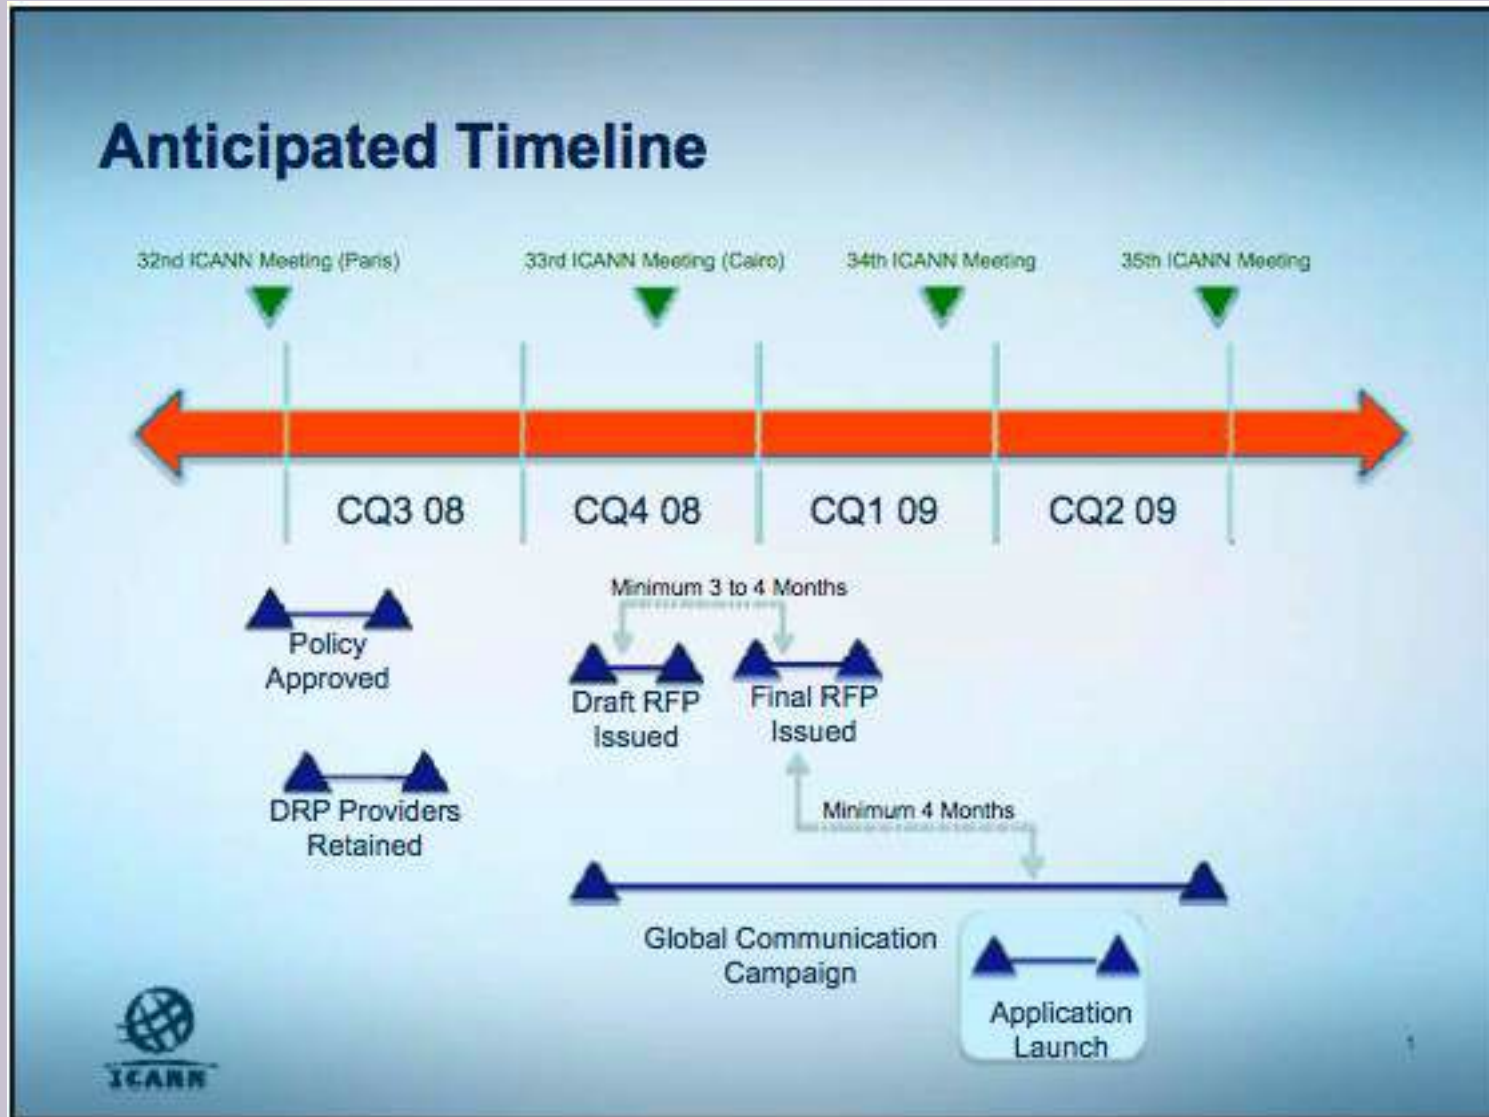 Anticipated Timeline
32nd ICANN Meeting (Paris)
33rd ICANN Meeting (Cairo)
34th ICANN Meeting
35th ICANN Meeting
CQ3 08
CQ4 08
CQ1 09
CQ2 09
Minimum 3 to 4 Months
Policy
Approved
Draft RFP
Issued
Final RFP
Issued
DRP Providers
Retained
Minimum 4 Months
Global Communication
Campaign
Application
Launch
ICANN
1